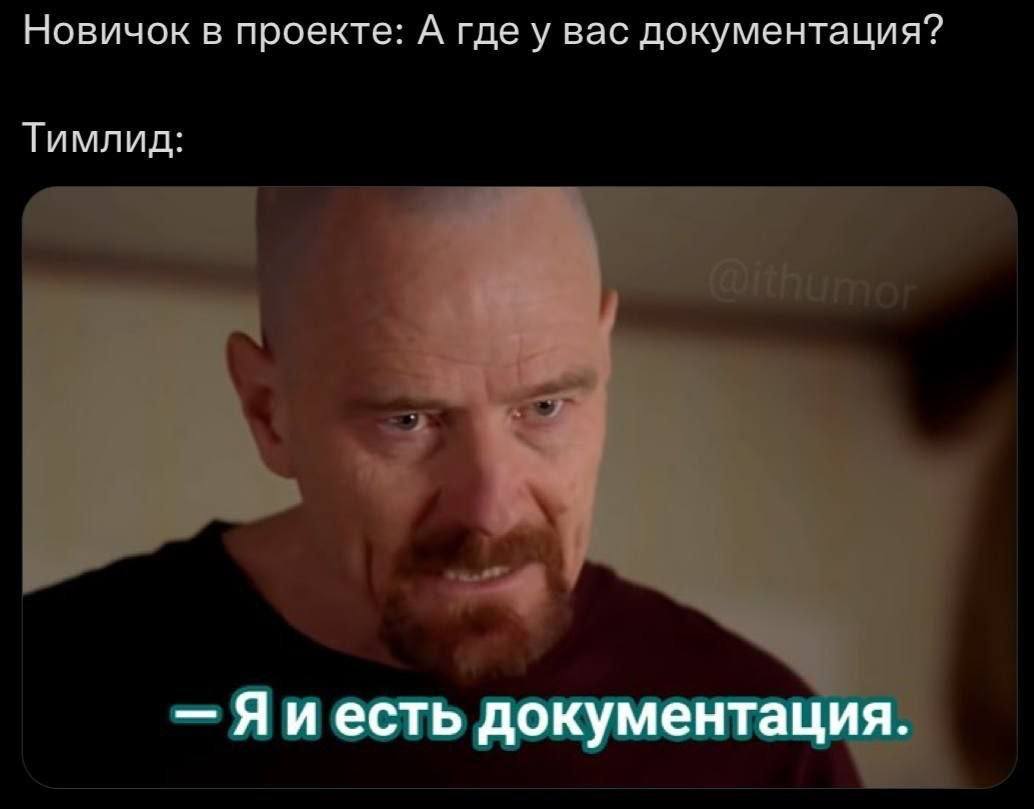 Новичок в проекте: А где у вас документация?
Тимлид:
@ithumor
— Я и есть документация.